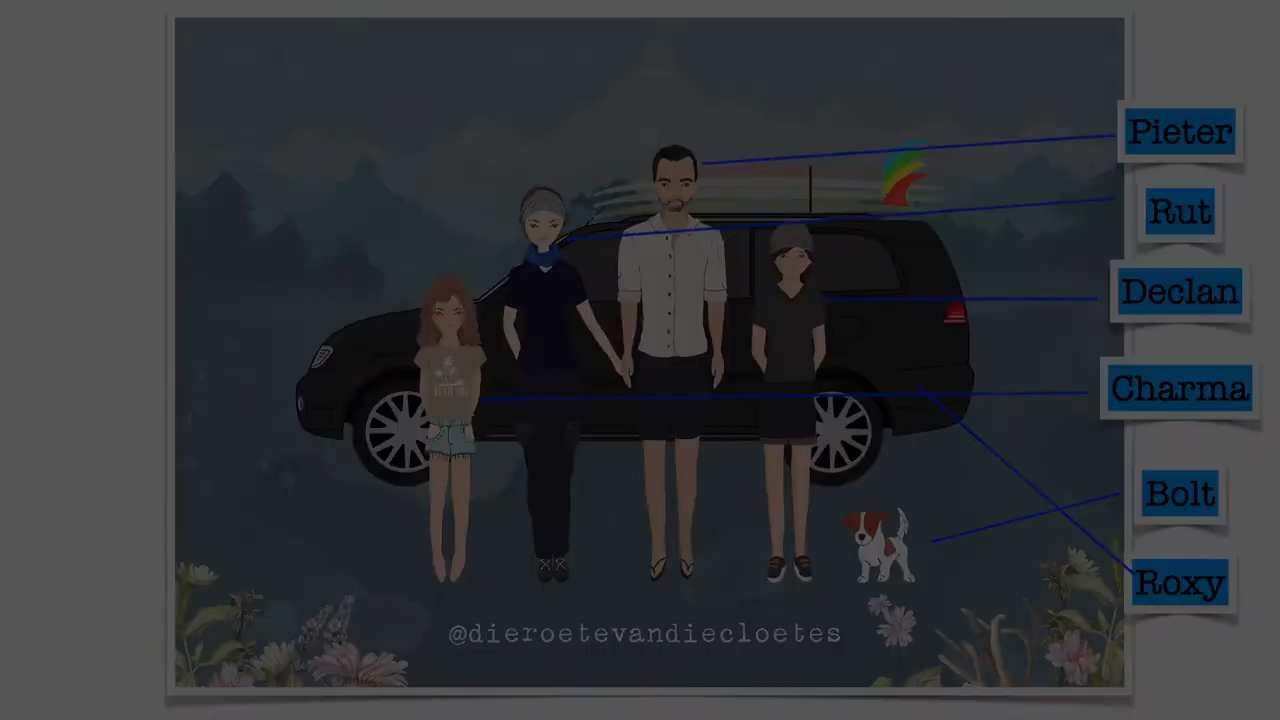 Pieter
Rut
Declan
Charma
Bolt
Roxy
@dieroetevandiecloetes